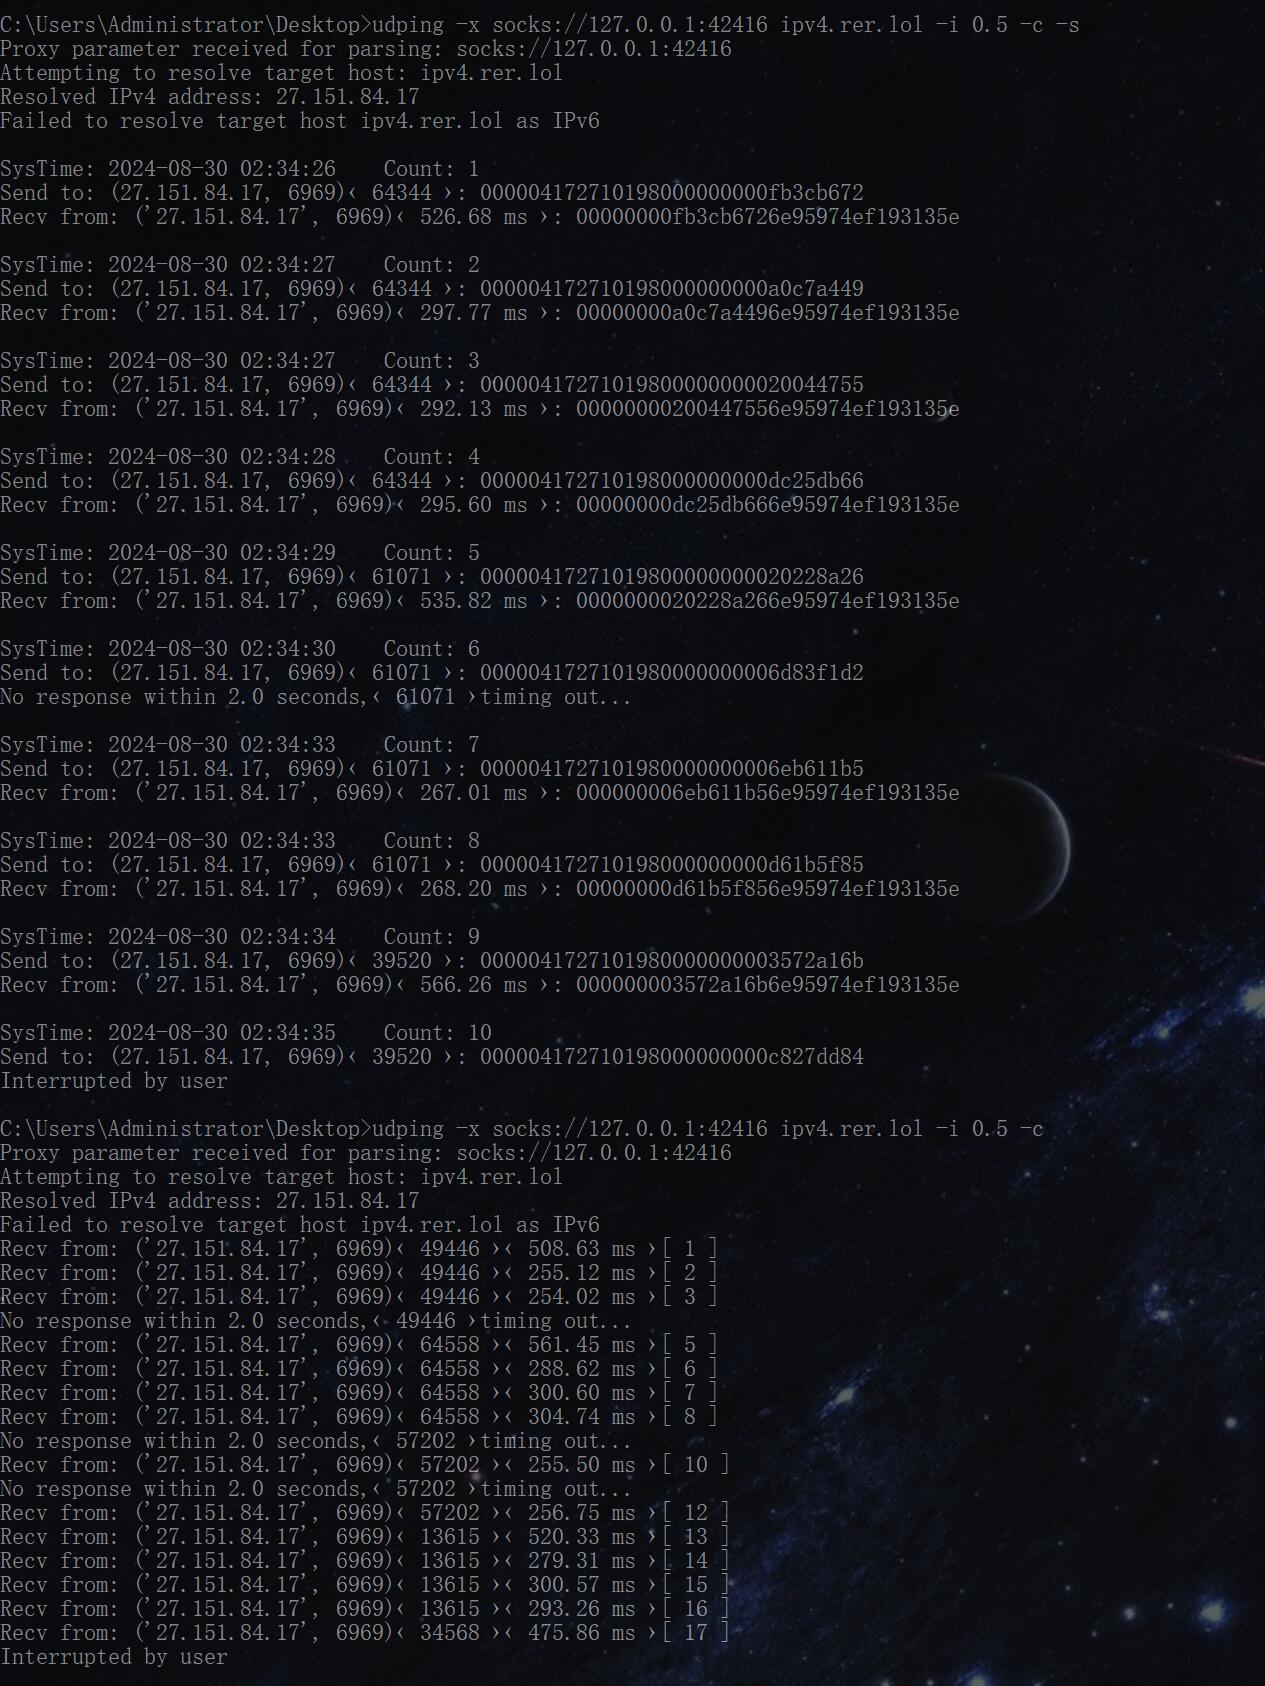 C:\Users\Administrator\Desktop>udping -x socks://127.0.0.1:42416 ipv4.rer.lol -i 0.5 -c -s
Proxy parameter received for parsing: socks://127.0.0.1:42416
Attempting to resolve target host: ipv4.rer.lol
Resolved IPv4 address: 27.151.84.17
Failed to resolve target host ipv4.rer.lol as IPv6
SysTime: 2024-08-30 02:34:26    Count: 1
Send to: (27.151.84.17, 6969)‹ 64344 ›: 000004172710198000000000fb3cb672
Recv from: ('27.151.84.17', 6969)‹ 526.68 ms ›: 00000000fb3cb6726e95974ef193135e
SysTime: 2024-08-30 02:34:27    Count: 2
Send to: (27.151.84.17, 6969)‹ 64344 ›: 000004172710198000000000a0c7a449
Recv from: ('27.151.84.17', 6969)‹ 297.77 ms ›: 00000000a0c7a4496e95974ef193135e
SysTime: 2024-08-30 02:34:27    Count: 3
Send to: (27.151.84.17, 6969)‹ 64344 ›: 00000417271019800000000020044755
Recv from: ('27.151.84.17', 6969)‹ 292.13 ms ›: 00000000200447556e95974ef193135e
SysTime: 2024-08-30 02:34:28    Count: 4
Send to: (27.151.84.17, 6969)‹ 64344 ›: 000004172710198000000000dc25db66
Recv from: ('27.151.84.17', 6969)‹ 295.60 ms ›: 00000000dc25db666e95974ef193135e
SysTime: 2024-08-30 02:34:29    Count: 5
Send to: (27.151.84.17, 6969)‹ 61071 ›: 00000417271019800000000020228a26
Recv from: ('27.151.84.17', 6969)‹ 535.82 ms ›: 0000000020228a266e95974ef193135e
SysTime: 2024-08-30 02:34:30    Count: 6
Send to: (27.151.84.17, 6969)‹ 61071 ›: 0000041727101980000000006d83f1d2
No response within 2.0 seconds,‹ 61071 ›timing out...
SysTime: 2024-08-30 02:34:33    Count: 7
Send to: (27.151.84.17, 6969)‹ 61071 ›: 0000041727101980000000006eb611b5
Recv from: ('27.151.84.17', 6969)‹ 267.01 ms ›: 000000006eb611b56e95974ef193135e
SysTime: 2024-08-30 02:34:33    Count: 8
Send to: (27.151.84.17, 6969)‹ 61071 ›: 000004172710198000000000d61b5f85
Recv from: ('27.151.84.17', 6969)‹ 268.20 ms ›: 00000000d61b5f856e95974ef193135e
SysTime: 2024-08-30 02:34:34    Count: 9
Send to: (27.151.84.17, 6969)‹ 39520 ›: 0000041727101980000000003572a16b
Recv from: ('27.151.84.17', 6969)‹ 566.26 ms ›: 000000003572a16b6e95974ef193135e
SysTime: 2024-08-30 02:34:35    Count: 10
Send to: (27.151.84.17, 6969)‹ 39520 ›: 000004172710198000000000c827dd84
Interrupted by user
C:\Users\Administrator\Desktop>udping -x socks://127.0.0.1:42416 ipv4.rer.lol -i 0.5 -c
Proxy parameter received for parsing: socks://127.0.0.1:42416
Attempting to resolve target host: ipv4.rer.lol
Resolved IPv4 address: 27.151.84.17
Failed to resolve target host ipv4.rer.lol as IPv6
Recv from: ('27.151.84.17', 6969)‹ 49446 ›‹ 508.63 ms ›[ 1 ]
Recv from: ('27.151.84.17', 6969)‹ 49446 ›‹ 255.12 ms ›[ 2 ]
Recv from: ('27.151.84.17', 6969)‹ 49446 ›‹ 254.02 ms ›[ 3 ]
No response within 2.0 seconds,‹ 49446 ›timing out...
Recv from: ('27.151.84.17', 6969)‹ 64558 ›‹ 561.45 ms ›[ 5 ]
Recv from: ('27.151.84.17', 6969)‹ 64558 ›‹ 288.62 ms ›[ 6 ]
Recv from: ('27.151.84.17', 6969)‹ 64558 ›‹ 300.60 ms ›[ 7 ]
Recv from: ('27.151.84.17', 6969)‹ 64558 ›‹ 304.74 ms ›[ 8 ]
No response within 2.0 seconds,‹ 57202 ›timing out...
Recv from: ('27.151.84.17', 6969)‹ 57202 ›‹ 255.50 ms ›[ 10 ]
No response within 2.0 seconds,‹ 57202 ›timing out...
Recv from: ('27.151.84.17', 6969)‹ 57202 ›‹ 256.75 ms ›[ 12 ]
Recv from: ('27.151.84.17', 6969)‹ 13615 ›‹ 520.33 ms ›[ 13 ]
Recv from: ('27.151.84.17', 6969)‹ 13615 ›‹ 279.31 ms ›[ 14 ]
Recv from: ('27.151.84.17', 6969)‹ 13615 ›‹ 300.57 ms ›[ 15 ]
Recv from: ('27.151.84.17', 6969)‹ 13615 ›‹ 293.26 ms ›[ 16 ]
Recv from: ('27.151.84.17', 6969)‹ 34568 ›‹ 475.86 ms ›[ 17 ]
Interrupted by user